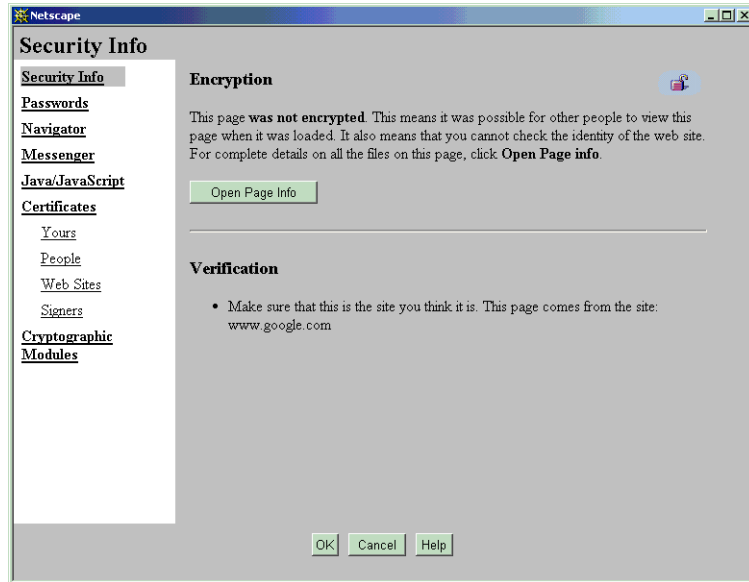 Netscape
Security Info
Security Info
Passwords
Navigator
Messenger
Java/JavaScript
Certificates
Yours
People
Web Sites
Signers
Cryptographic
Modules
Encryption
This page was not encrypted. This means it was possible for other people to view this
page when it was loaded. It also means that you cannot check the identity of the web site.
For complete details on all the files on this page, click Open Page info.
Open Page Info
Verification
• Make sure that this is the site you think it is. This page comes from the site:
www.google.com
OK Cancel Help